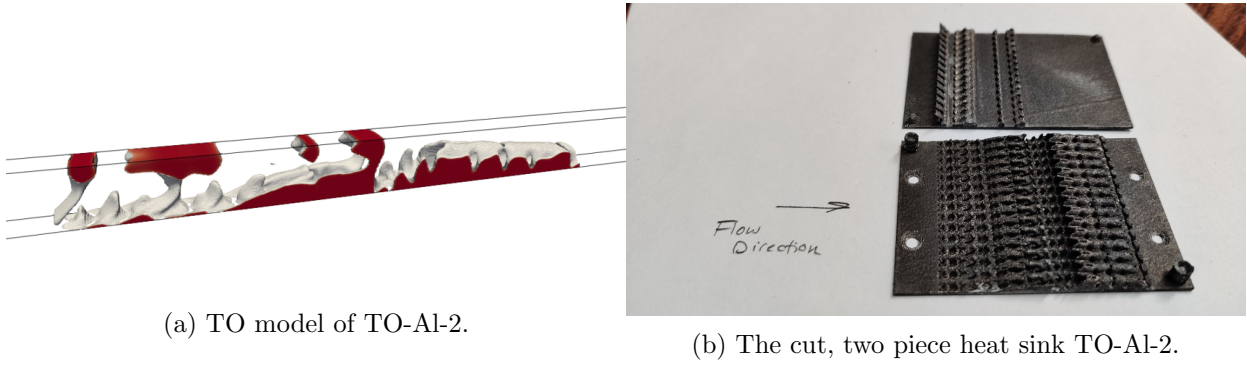 (a) TO model of TO-Al-2.
Flow
Direction
(b) The cut, two piece heat sink TO-Al-2.